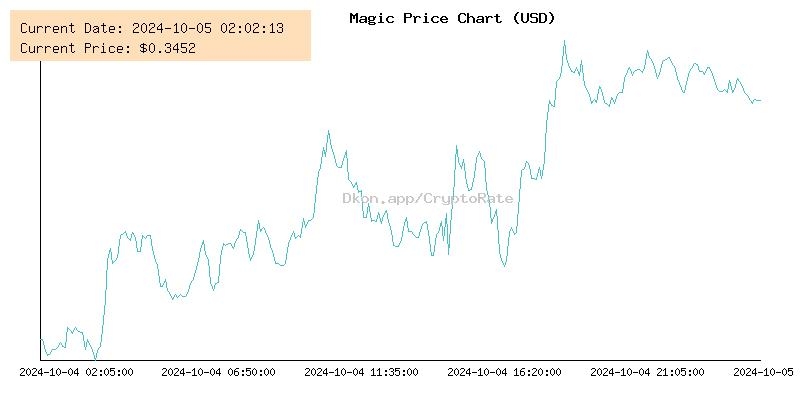 Magic Price Chart (USD)
Current Date: 2024-10-05 02:02:13
Current Price: $0.3452
Dkon.app/CryptoRate
2024-10-04 02:05:00 2024-10-04 06:50:00 2024-10-04 11:35:00 2024-10-04 16:20:00 2024-10-04 21:05:00 2024-10-05